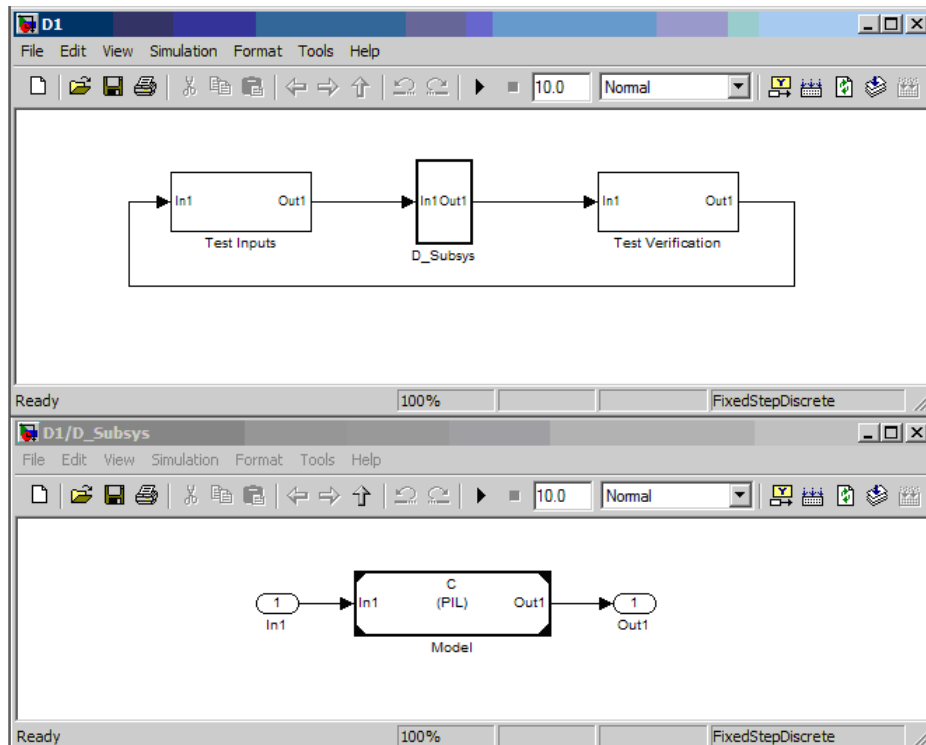 D1
File Edit View Simulation Format Tools Help
10.0 Normal
In1 Out1 In1 Out1 In1 Out1
Test Inputs D_Subsys Test Verification
Ready 100% FixedStepDiscrete
D1/D_Subsys
File Edit View Simulation Format Tools Help
10.0 Normal
C
1 In1 (PIL) Out1 1
In1 Model Out1
Ready 100% FixedStepDiscrete